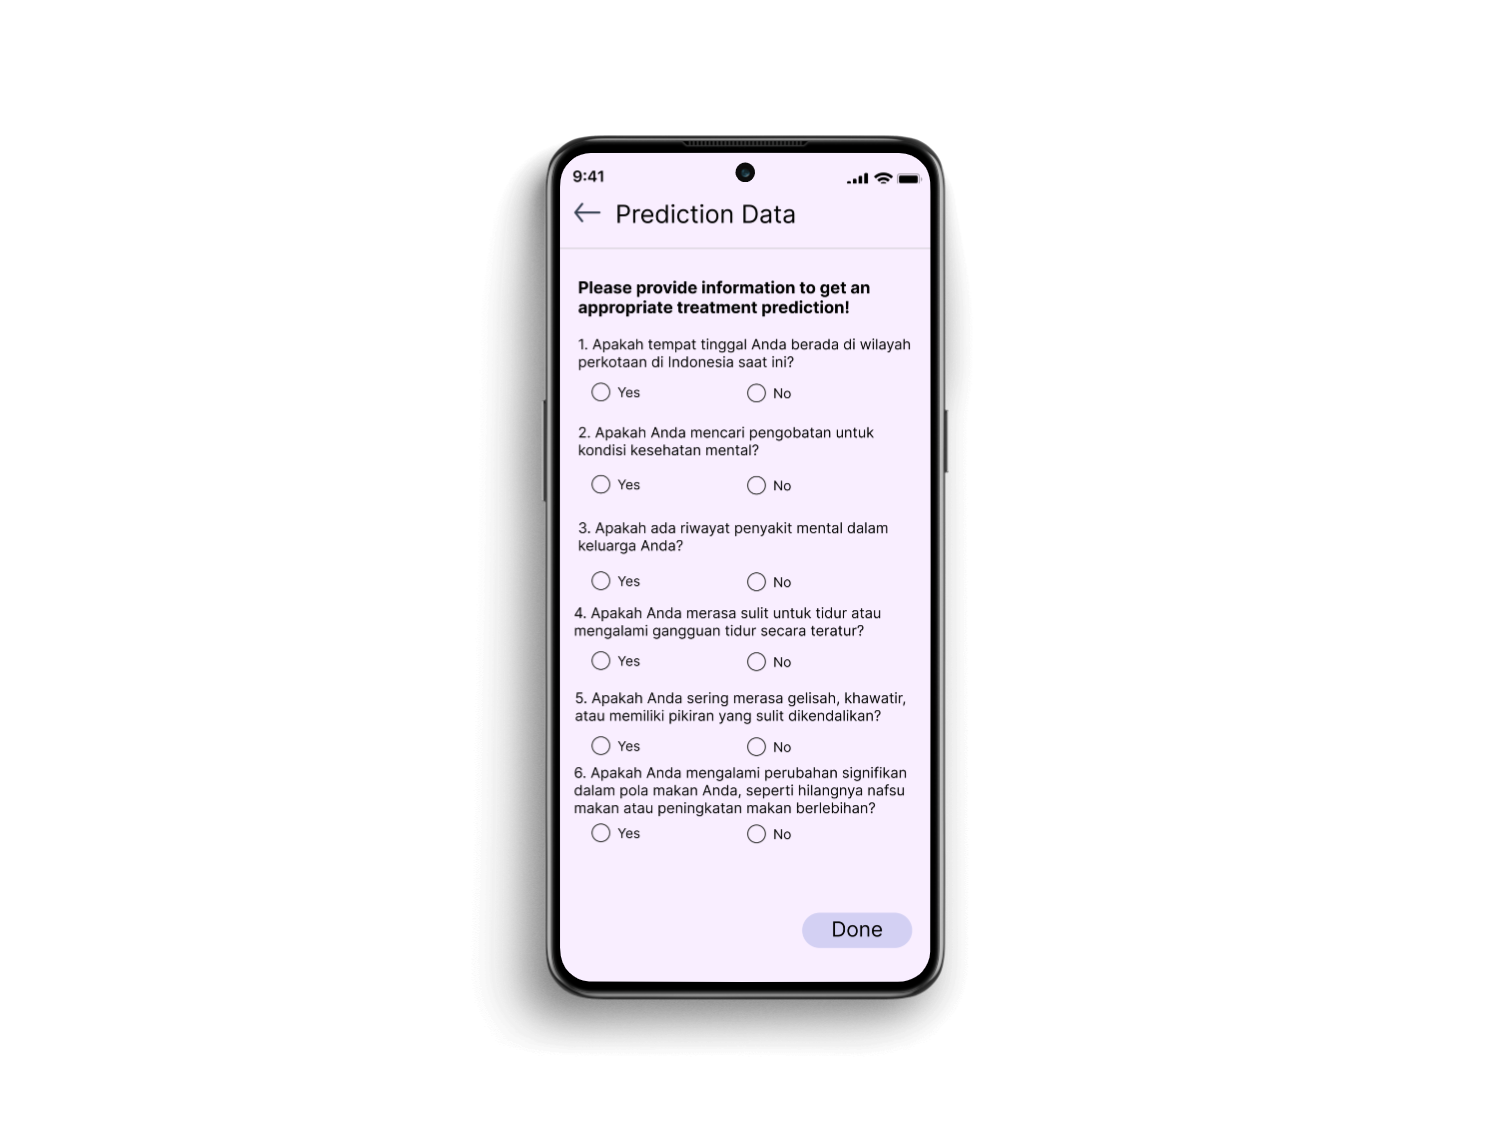 9:41
Prediction Data
Please provide information to get an
appropriate treatment prediction!
1. Apakah tempat tinggal Anda berada di wilayah
perkotaan di Indonesia saat ini?
Yes No
2. Apakah Anda mencari pengobatan untuk
kondisi kesehatan mental?
Yes No
3. Apakah ada riwayat penyakit mental dalam
keluarga Anda?
Yes No
4. Apakah Anda merasa sulit untuk tidur atau
mengalami gangguan tidur secara teratur?
Yes No
5. Apakah Anda sering merasa gelisah, khawatir,
atau memiliki pikiran yang sulit dikendalikan?
Yes No
6. Apakah Anda mengalami perubahan signifikan
dalam pola makan Anda, seperti hilangnya nafsu
makan atau peningkatan makan berlebihan?
Yes No
Done